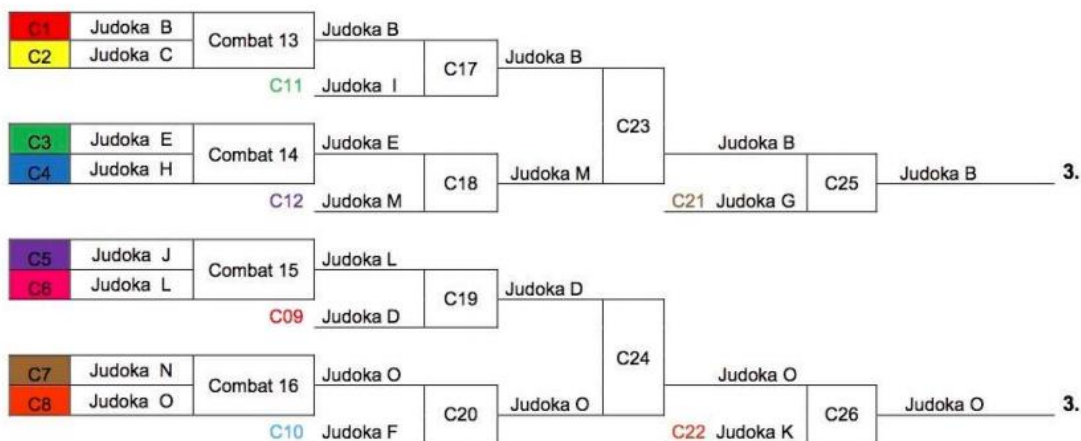 C1 Judoka B Combat 13 Judoka B
C2 Judoka C C17 Judoka B
C11 Judoka I
C23
C3 Judoka E Combat 14 Judoka E Judoka B
C4 Judoka H C18 Judoka M C25 Judoka B 3.
C12 Judoka M C21 Judoka G
C5 Judoka J Combat 15 Judoka L
C6 Judoka L C19 Judoka D
C09 Judoka D
C24
C7 Judoka N Combat 16 Judoka O Judoka O
C8 Judoka O C20 Judoka O C26 Judoka O 3.
C10 Judoka F C22 Judoka K